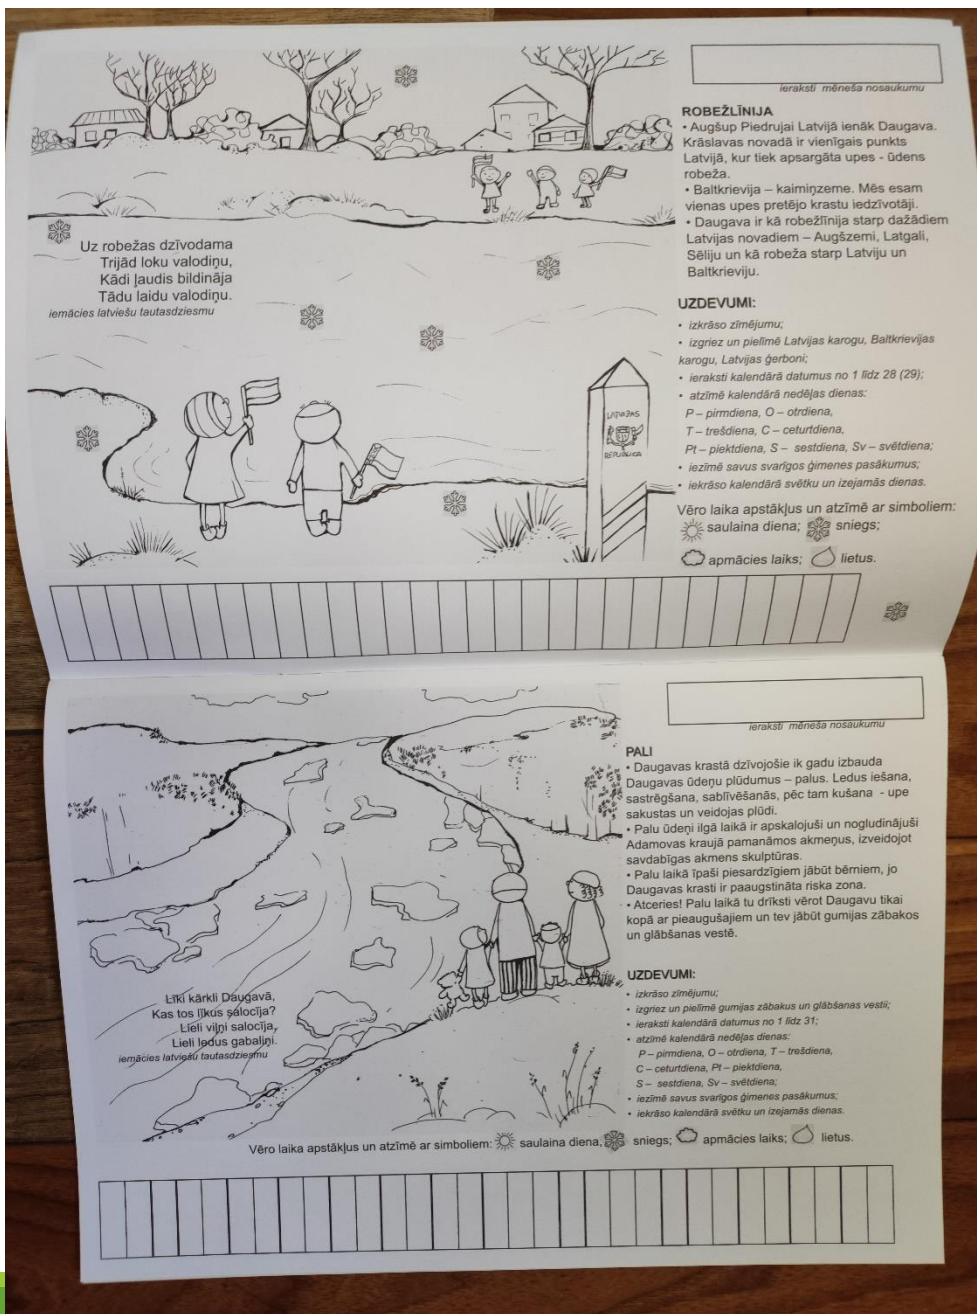 ieraksti mēneša nosaukumu
ROBEŽLĪNIJA
• Augšup Piedrujai Latvijā ienāk Daugava.
Krāslavas novadā ir vienīgais punkts
Latvijā, kur tiek apsargāta upes - ūdens
robeža.
• Baltkrievija – kaimiņzeme. Mēs esam
vienas upes pretējo krastu iedzīvotāji.
• Daugava ir kā robežlīnija starp dažādiem
Latvijas novadiem – Augšzemi, Latgali,
Sēliju un kā robeža starp Latviju un
Baltkrieviju.
Uz robežas dzīvodama
Trijād loku valodiņu,
Kādi ļaudis bildināja
Tādu laidu valodiņu.
iemācies latviešu tautasdziesmu
UZDEVUMI:
• izkrāso zīmējumu;
• izgriez un pielīmē Latvijas karogu, Baltkrievijas
karogu, Latvijas ģerboni;
• ieraksti kalendārā datumus no 1 līdz 28 (29);
• atzīmē kalendārā nedēļas dienas:
P – pirmdiena, O – otrdiena,
T – trešdiena, C – ceturtdiena,
Pt – piektdiena, S – sestdiena, Sv – svētdiena;
• iezīmē savus svarīgos ģimenes pasākumus;
• iekrāso kalendārā svētku un izejamās dienas.
LATVIJAS
REPUBLIKA
Vēro laika apstākļus un atzīmē ar simboliem:
saulaina diena; sniegs;
apmācies laiks; lietus.
ieraksti mēneša nosaukumu
PALI
• Daugavas krastā dzīvojošie ik gadu izbauda
Daugavas ūdeņu plūdumus – palus. Ledus iešana,
sastrēgšana, sablīvēšanās, pēc tam kušana - upe
sakustas un veidojas plūdi.
• Palu ūdeņi ilgā laikā ir apskalojuši un nogludinājuši
Adamovas kraujā pamanāmos akmeņus, izveidojot
savdabīgas akmens skulptūras.
• Palu laikā īpaši piesardzīgiem jābūt bērniem, jo
Daugavas krasti ir paaugstināta riska zona.
• Atceries! Palu laikā tu drīksti vērot Daugavu tikai
kopā ar pieaugušajiem un tev jābūt gumijas zābakos
un glābšanas vestē.
Līki kārkli Daugavā,
Kas tos līkus salocīja?
Lieli viļņi salocīja,
Lieli ledus gabaliņi.
iemācies latviešu tautasdziesmu
UZDEVUMI:
• izkrāso zīmējumu;
• izgriez un pielīmē gumijas zābakus un glābšanas vestii;
• ieraksti kalendārā datumus no 1 līdz 31;
• atzīmē kalendārā nedēļas dienas:
P – pirmdiena, O – otrdiena, T – trešdiena,
C – ceturtdiena, Pt – piektdiena,
S – sestdiena, Sv – svētdiena;
• iezīmē savus svarīgos ģimenes pasākumus;
• iekrāso kalendārā svētku un izejamās dienas.
Vēro laika apstākļus un atzīmē ar simboliem: saulaina diena; sniegs; apmācies laiks; lietus.